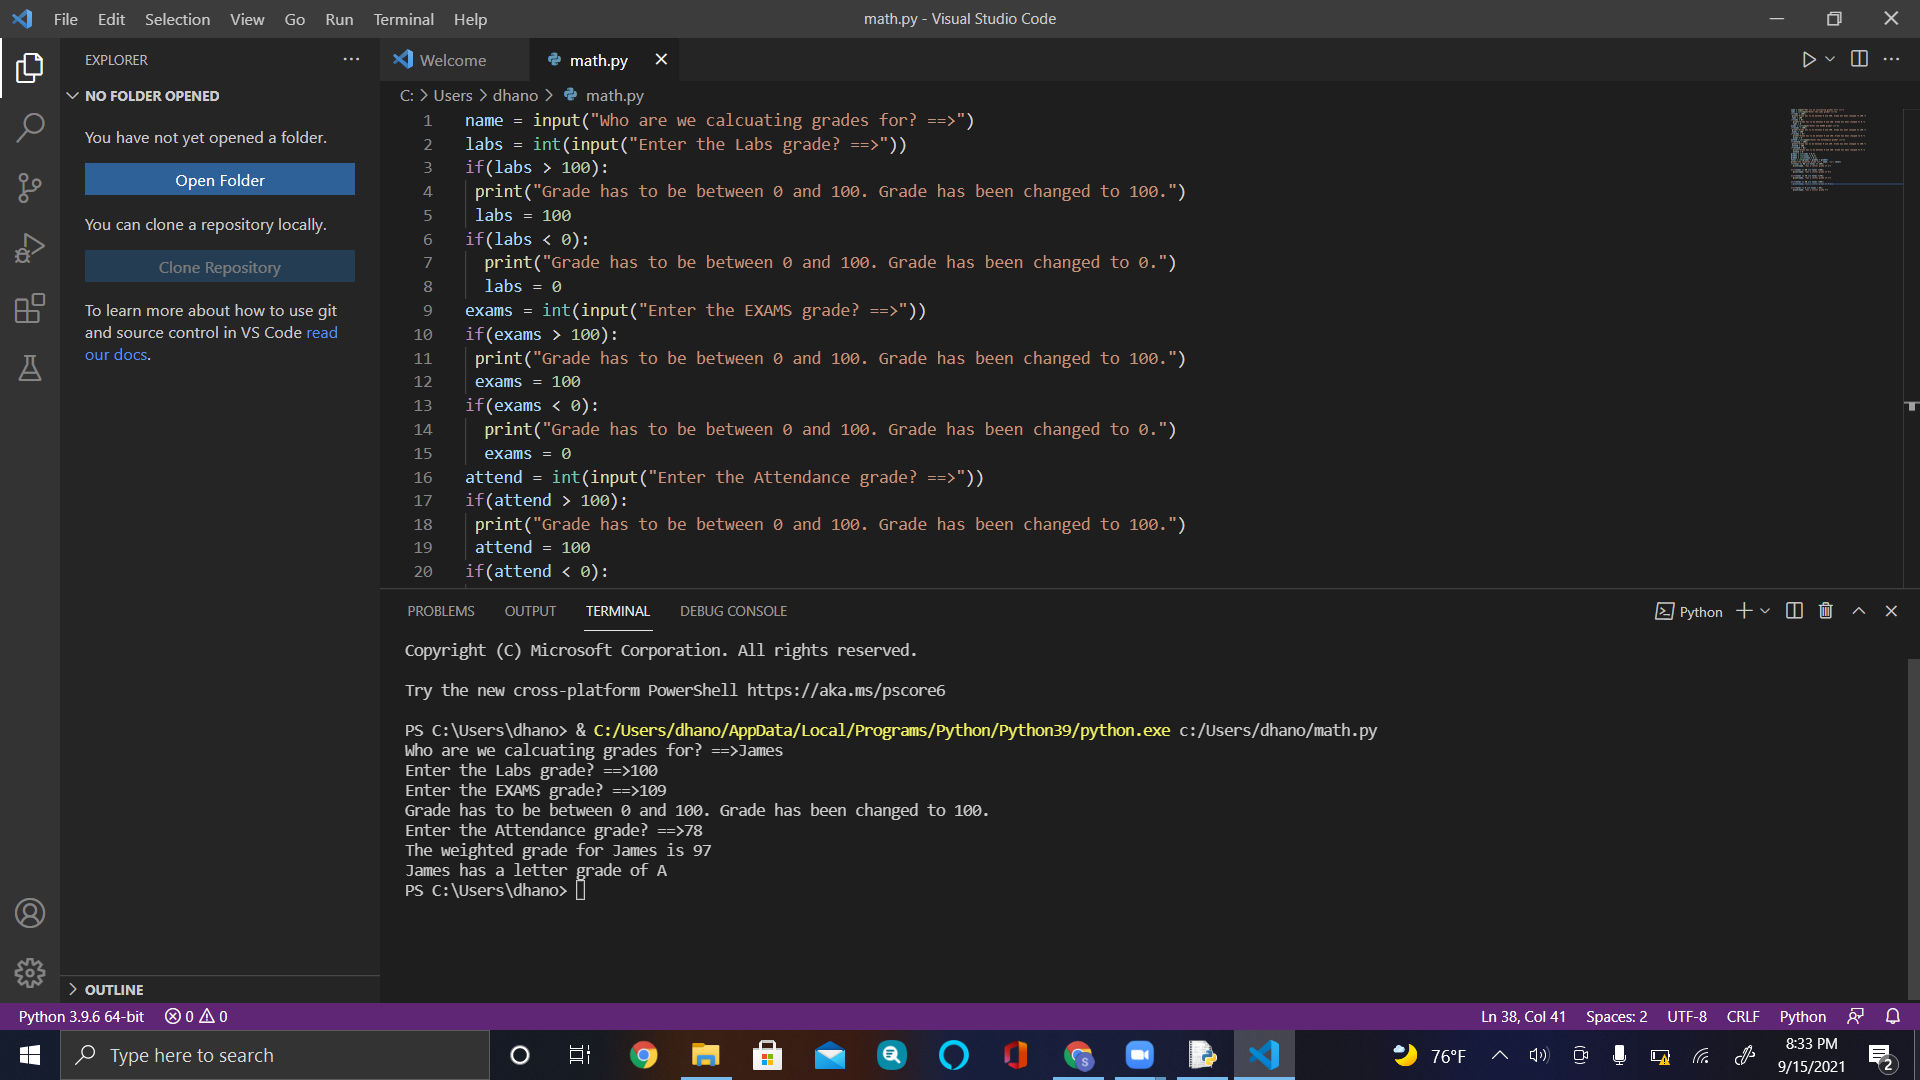 File Edit Selection View Go Run Terminal Help
math.py - Visual Studio Code
EXPLORER
NO FOLDER OPENED
You have not yet opened a folder.
Open Folder
You can clone a repository locally.
Clone Repository
To learn more about how to use git
and source control in VS Code read
our docs.
OUTLINE
Welcome
math.py
C: > Users > dhano > math.py
1 name = input("Who are we calcuating grades for? ==>")
2 labs = int(input("Enter the Labs grade? ==>"))
3 if(labs > 100):
4 print("Grade has to be between 0 and 100. Grade has been changed to 100.")
5 labs = 100
6 if(labs < 0):
7 print("Grade has to be between 0 and 100. Grade has been changed to 0.")
8 labs = 0
9 exams = int(input("Enter the EXAMS grade? ==>"))
10 if(exams > 100):
11 print("Grade has to be between 0 and 100. Grade has been changed to 100.")
12 exams = 100
13 if(exams < 0):
14 print("Grade has to be between 0 and 100. Grade has been changed to 0.")
15 exams = 0
16 attend = int(input("Enter the Attendance grade? ==>"))
17 if(attend > 100):
18 print("Grade has to be between 0 and 100. Grade has been changed to 100.")
19 attend = 100
20 if(attend < 0):
PROBLEMS OUTPUT TERMINAL DEBUG CONSOLE
Python
Copyright (C) Microsoft Corporation. All rights reserved.
Try the new cross-platform PowerShell https://aka.ms/pscore6
PS C:\Users\dhano> & C:/Users/dhano/AppData/Local/Programs/Python/Python39/python.exe c:/Users/dhano/math.py
Who are we calcuating grades for? ==>James
Enter the Labs grade? ==>100
Enter the EXAMS grade? ==>109
Grade has to be between 0 and 100. Grade has been changed to 100.
Enter the Attendance grade? ==>78
The weighted grade for James is 97
James has a letter grade of A
PS C:\Users\dhano>
Python 3.9.6 64-bit 0 0
Ln 38, Col 41 Spaces: 2 UTF-8 CRLF Python
Type here to search
76°F
8:33 PM
9/15/2021
2